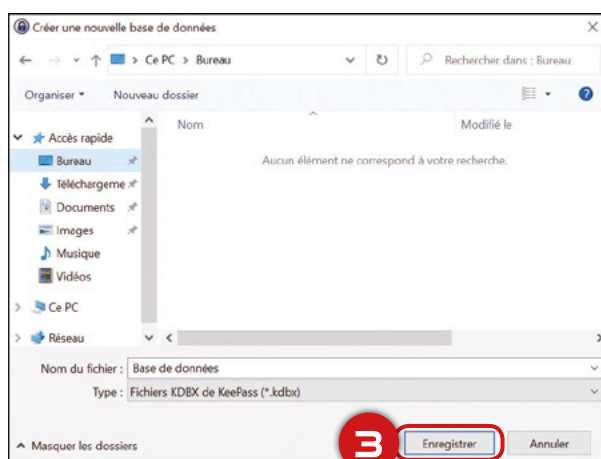 Créer une nouvelle base de données
Ce PC > Bureau
Rechercher dans : Bureau
Organiser
Nouveau dossier
Nom
Modifié le
Accès rapide
Aucun élément ne correspond à votre recherche.
Bureau
Téléchargeme
Documents
Images
Musique
Vidéos
Ce PC
Réseau
Nom du fichier : Base de données
Type : Fichiers KDBX de KeePass (*.kdbx)
Masquer les dossiers
3
Enregistrer
Annuler